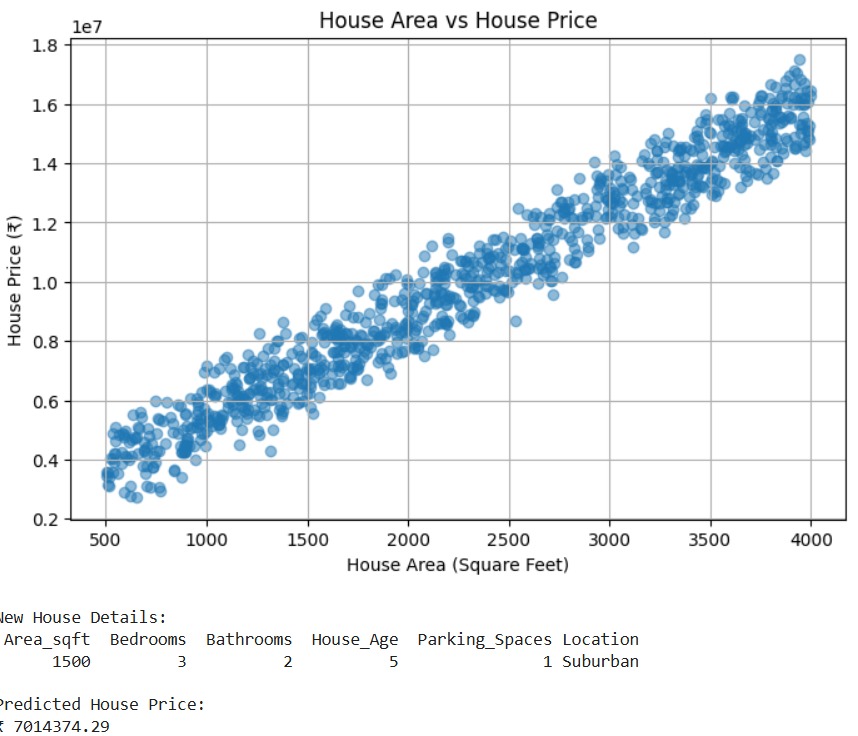 House Area vs House Price
1e7
1.8
1.6
1.4
1.2
1.0
0.8
0.6
0.4
0.2
House Price (₹)
500 1000 1500 2000 2500 3000 3500 4000
House Area (Square Feet)
New House Details:
Area_sqft Bedrooms Bathrooms House_Age Parking_Spaces Location
1500 3 2 5 1 Suburban
Predicted House Price:
₹ 7014374.29